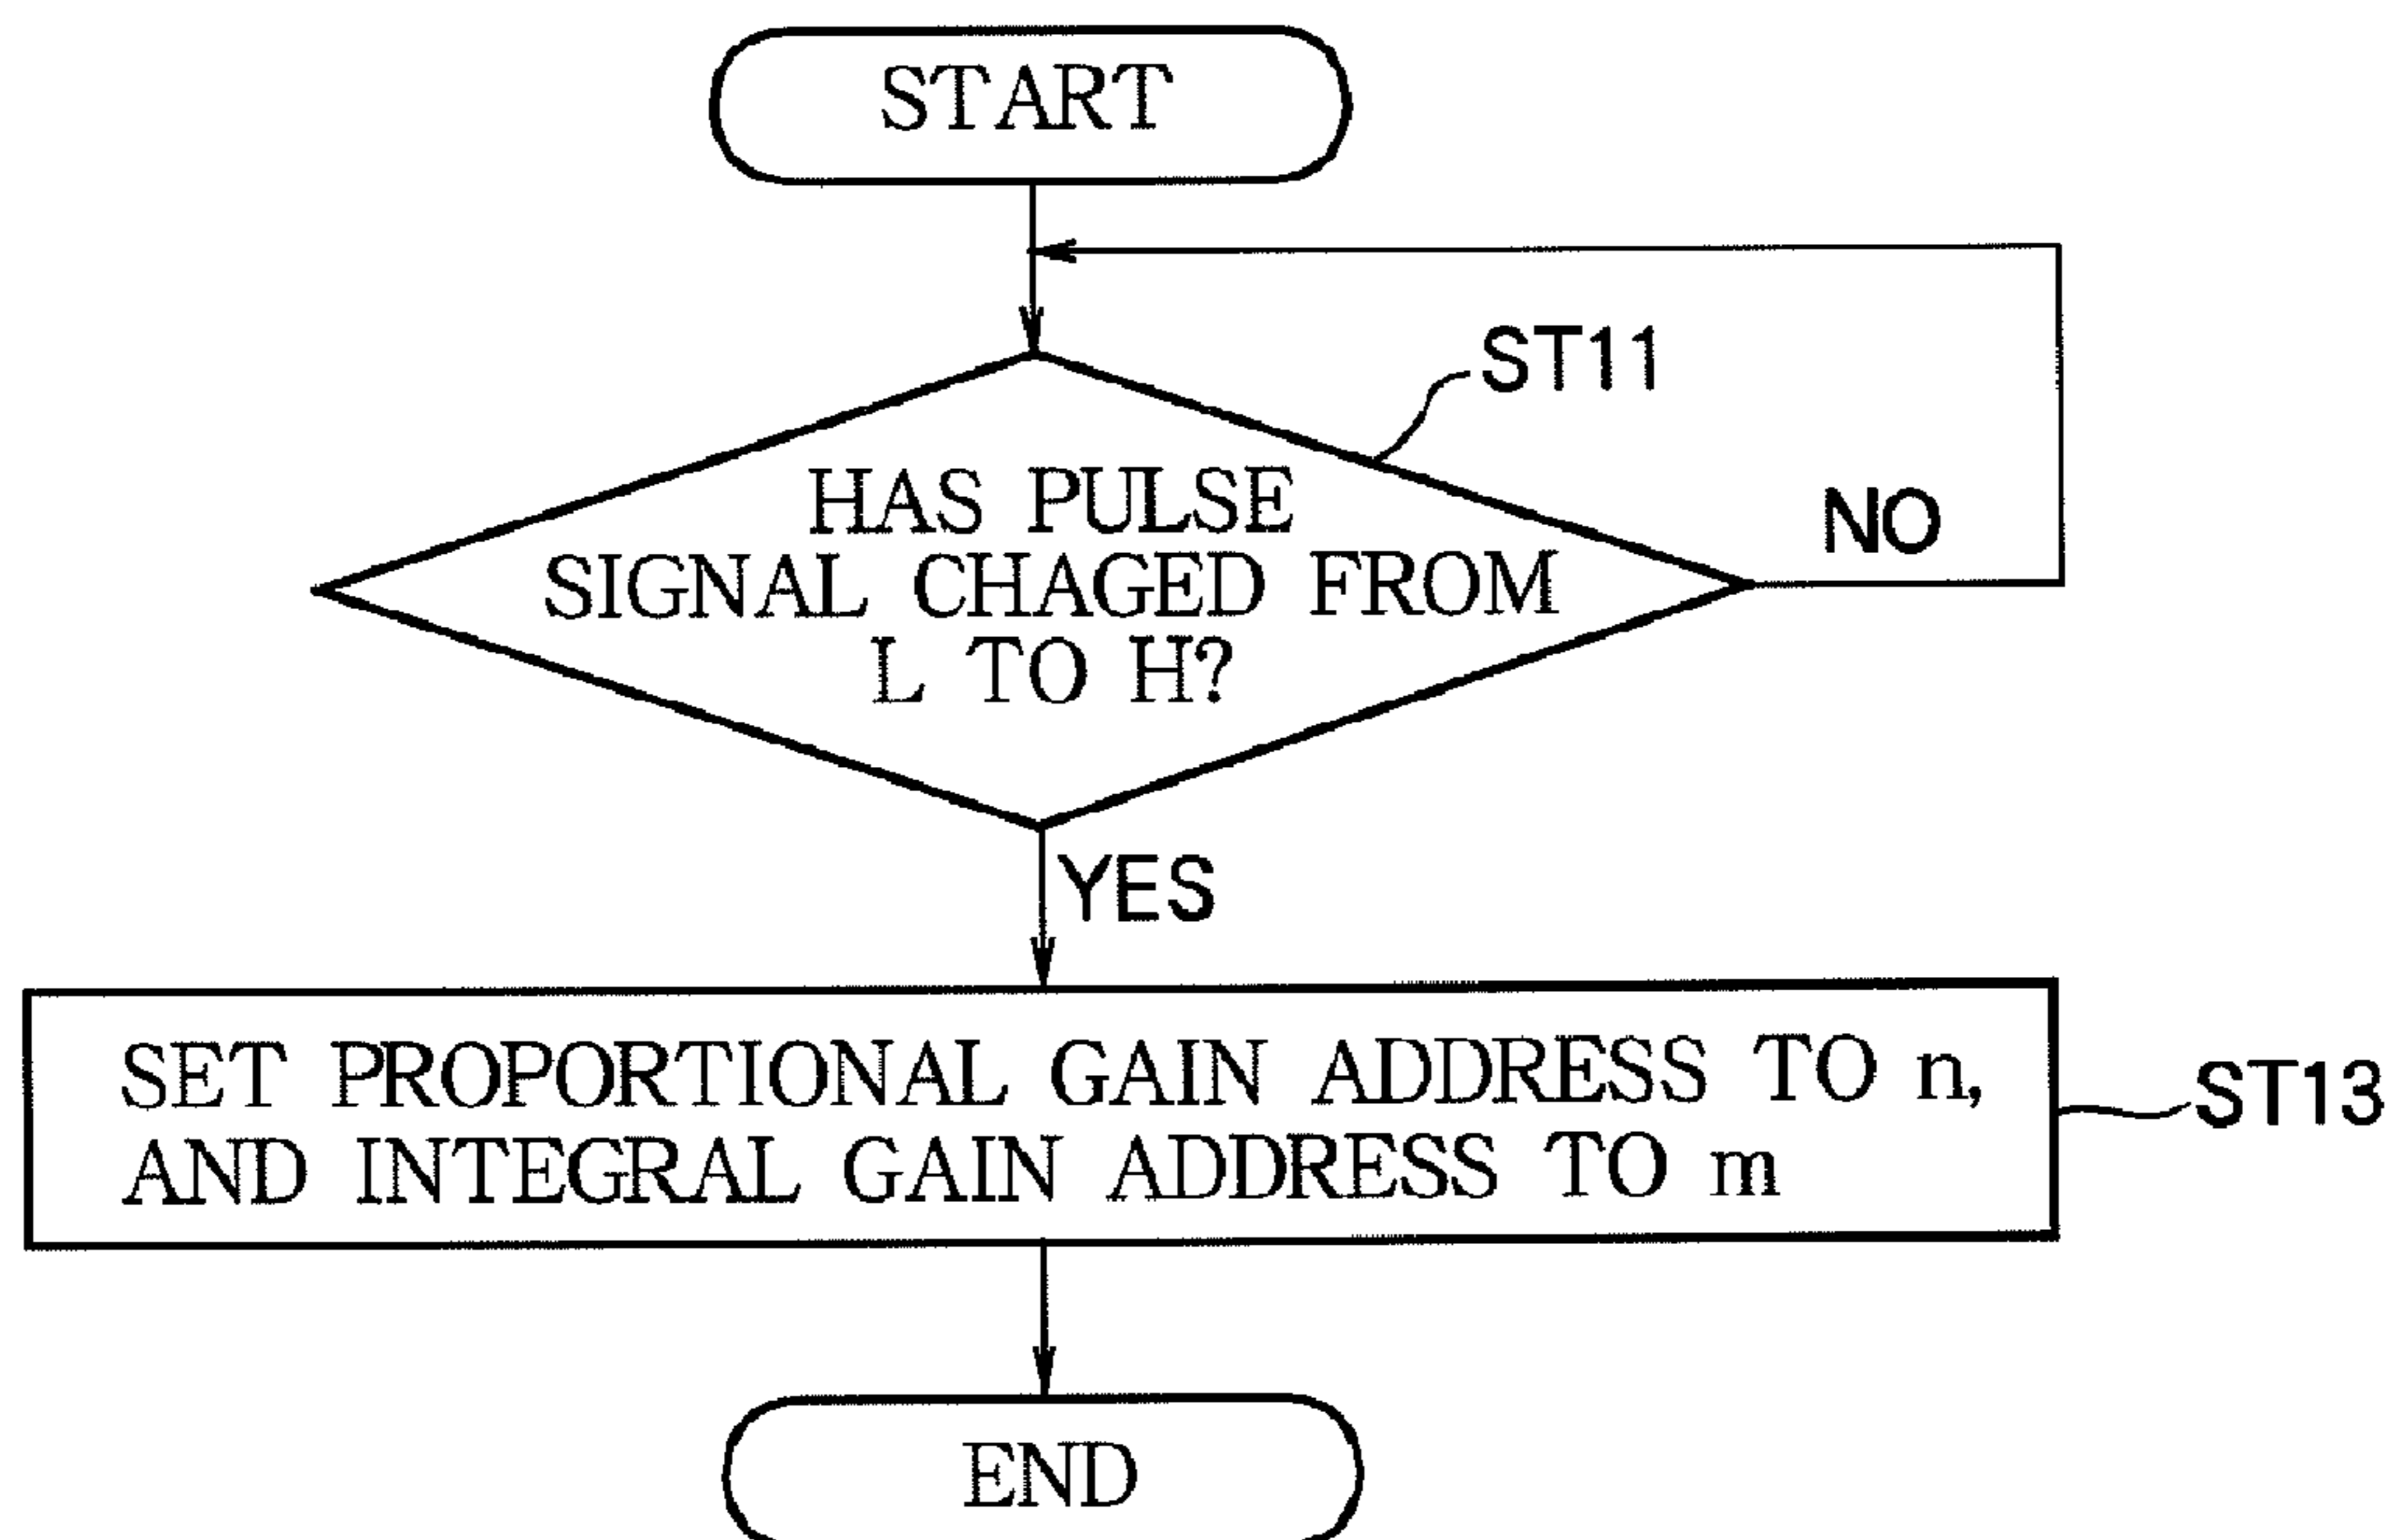 START
ST11
HAS PULSE
SIGNAL CHAGED FROM
L TO H?
NO
YES
SET PROPORTIONAL GAIN ADDRESS TO n,
AND INTEGRAL GAIN ADDRESS TO m
ST13
END